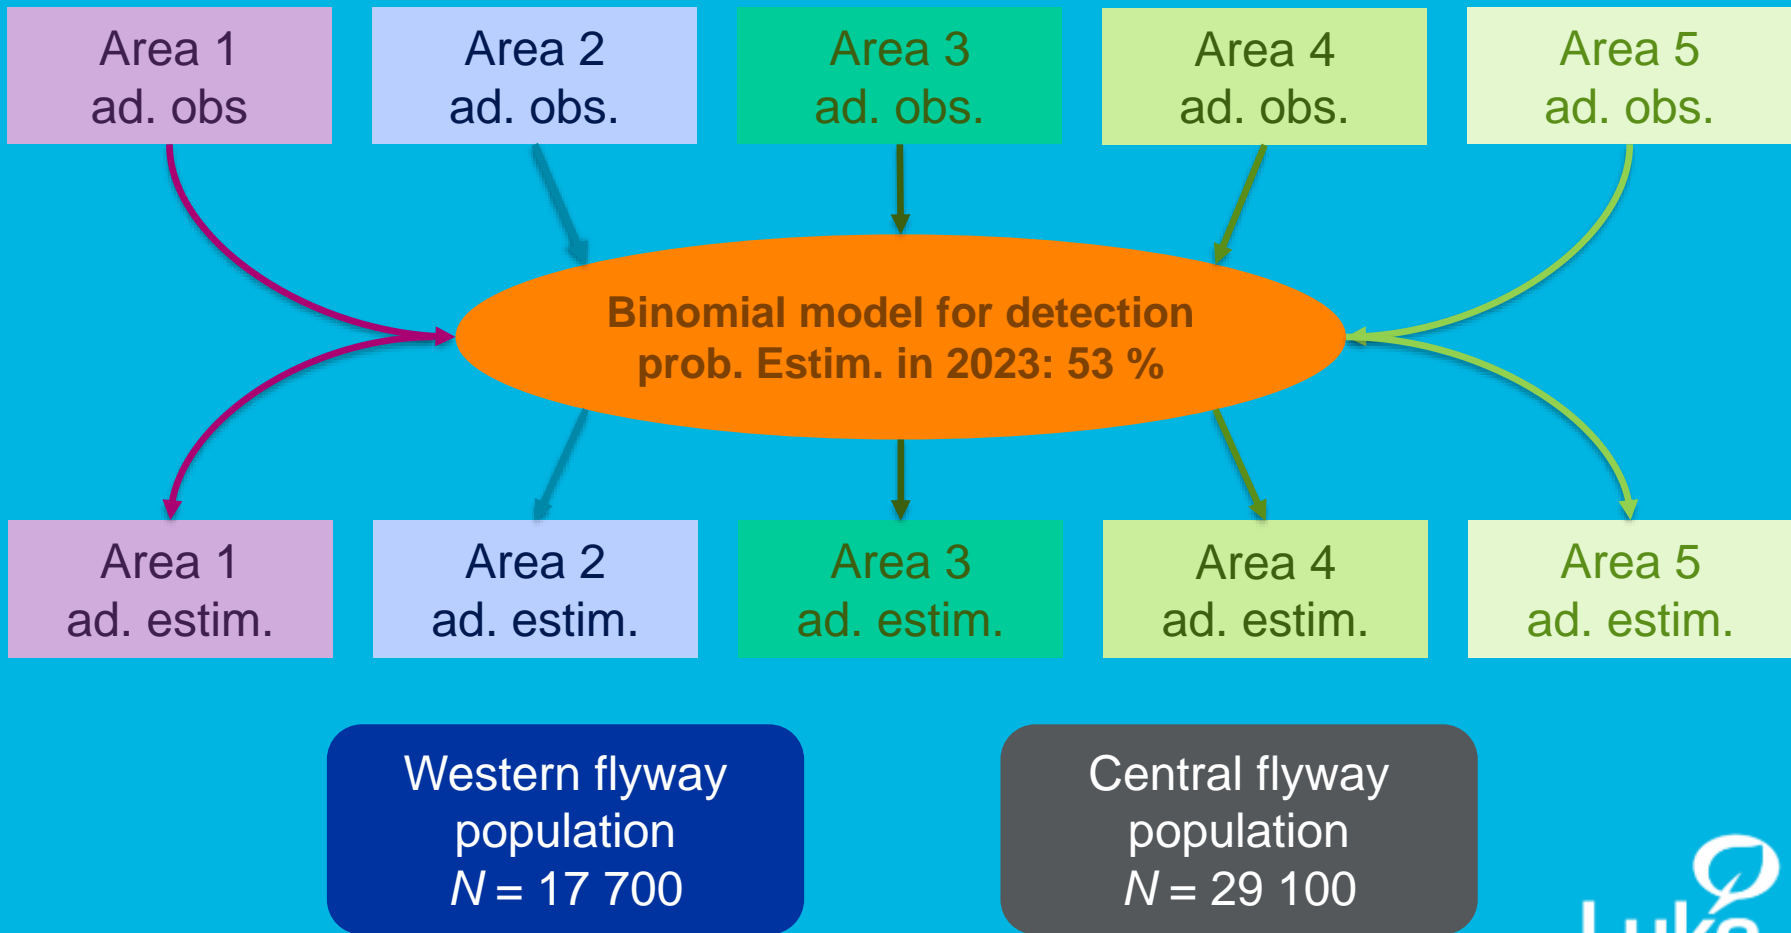 Area 1
ad. obs
Area 2
ad. obs.
Area 3
ad. obs.
Area 4
ad. obs.
Area 5
ad. obs.
Binomial model for detection
prob. Estim. in 2023: 53 %
Area 1
ad. estim.
Area 2
ad. estim.
Area 3
ad. estim.
Area 4
ad. estim.
Area 5
ad. estim.
Western flyway
population
N = 17 700
Central flyway
population
N = 29 100
Luke